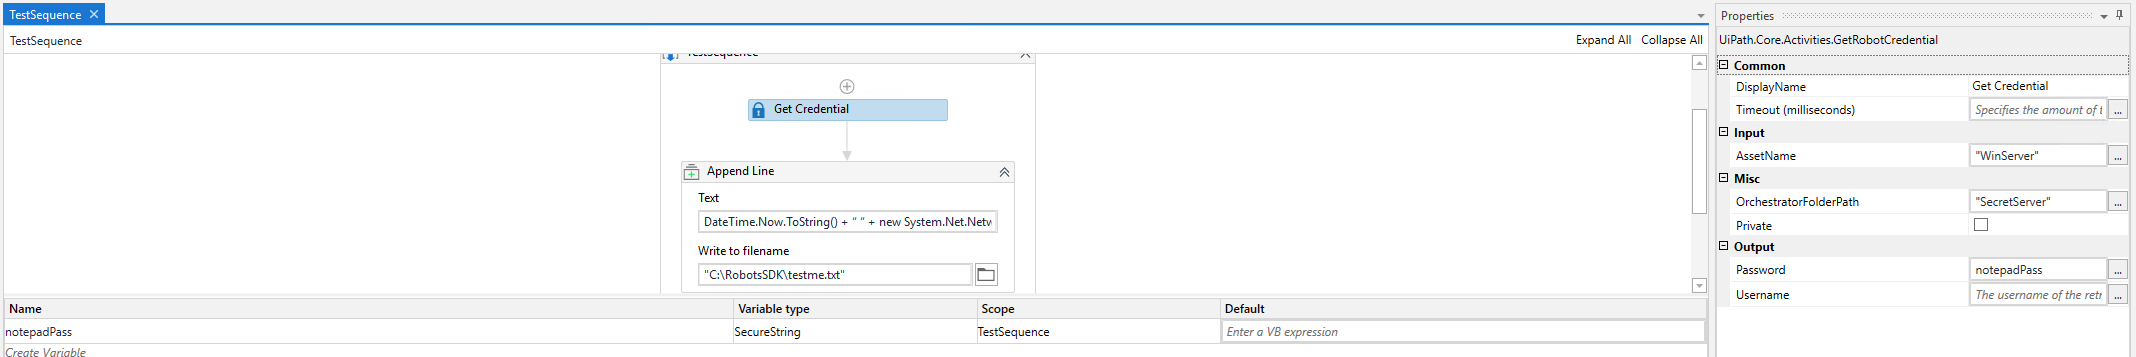 TestSequence
TestSequence
Expand All Collapse All
TestSequence
Get Credential
Append Line
Text
DateTime.Now.ToString() + " " + new System.Net.Netw
Write to filename
"C:\RobotsSDK\testme.txt"
Name Variable type Scope Default
notepadPass SecureString TestSequence Enter a VB expression
Create Variable
Properties
UiPath.Core.Activities.GetRobotCredential
Common
DisplayName Get Credential
Timeout (milliseconds) Specifies the amount of t ...
Input
AssetName "WinServer" ...
Misc
OrchestratorFolderPath "SecretServer" ...
Private
Output
Password notepadPass ...
Username The username of the retr ...